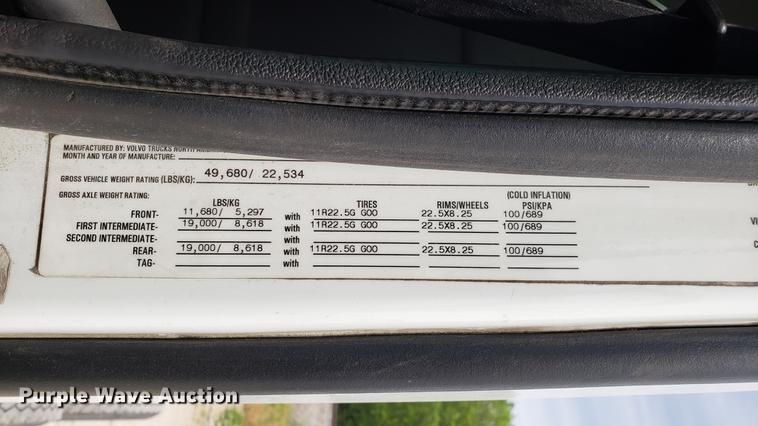 MANUFACTURED BY: VOLVO TRUCKS NORTH
MONTH AND YEAR OF MANUFACTURE:
GROSS VEHICLE WEIGHT RATING (LBS/KG): 49,680/ 22,534
GROSS AXLE WEIGHT RATING: LBS/KG TIRES RIMS/WHEELS (COLD INFLATION) PSI/KPA
FRONT- 11,680/ 5,297 with 11R22.5G GOO 22.5X8.25 100/689
FIRST INTERMEDIATE- 19,000/ 8,618 with 11R22.5G GOO 22.5X8.25 100/689
SECOND INTERMEDIATE- with
REAR- 19,000/ 8,618 with 11R22.5G GOO 22.5X8.25 100/689
TAG- with
Purple Wave Auction